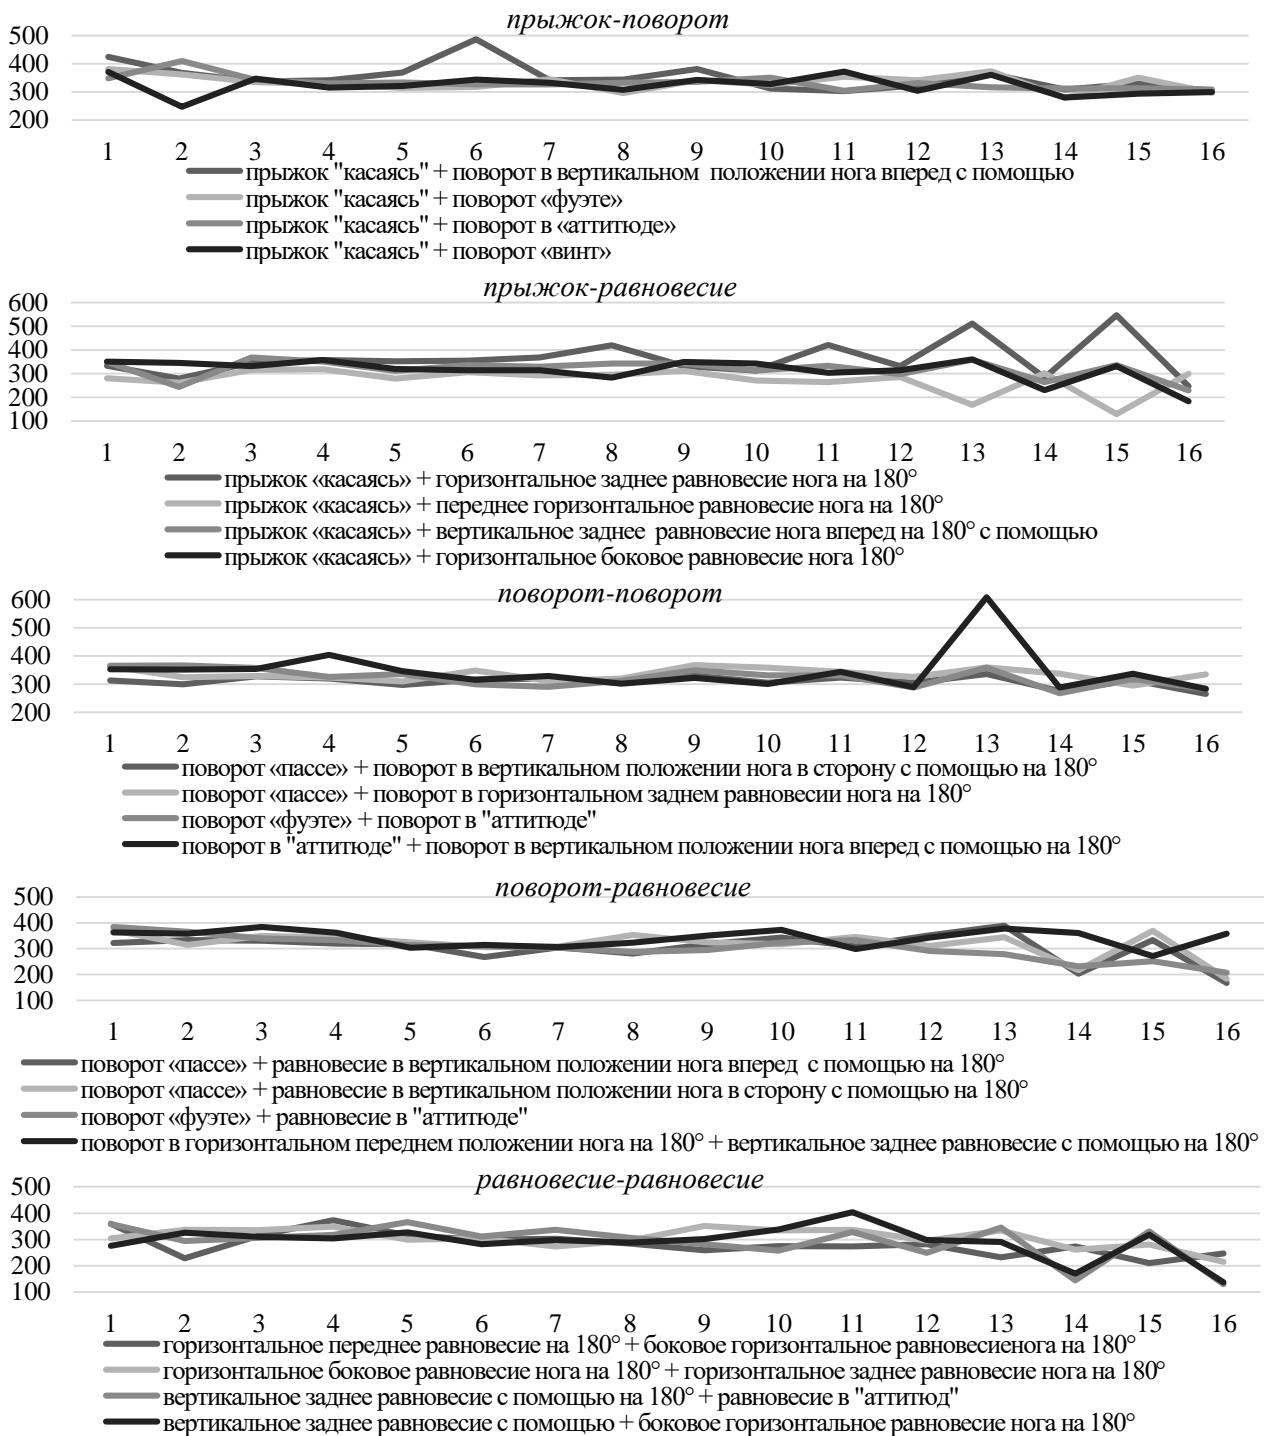 прыжок-поворот
500
400
300
200
1 2 3 4 5 6 7 8 9 10 11 12 13 14 15 16
прыжок "касаясь" + поворот в вертикальном положении нога вперед с помощью
прыжок "касаясь" + поворот «фуэте»
прыжок "касаясь" + поворот в «аттитюде»
прыжок "касаясь" + поворот «винт»
прыжок-равновесие
600
500
400
300
200
100
1 2 3 4 5 6 7 8 9 10 11 12 13 14 15 16
прыжок «касаясь» + горизонтальное заднее равновесие нога на 180°
прыжок «касаясь» + переднее горизонтальное равновесие нога на 180°
прыжок «касаясь» + вертикальное заднее равновесие нога вперед на 180° с помощью
прыжок «касаясь» + горизонтальное боковое равновесие нога 180°
поворот-поворот
600
500
400
300
200
1 2 3 4 5 6 7 8 9 10 11 12 13 14 15 16
поворот «пассе» + поворот в вертикальном положении нога в сторону с помощью на 180°
поворот «пассе» + поворот в горизонтальном заднем равновесии нога на 180°
поворот «фуэте» + поворот в "аттитюде"
поворот в "аттитюде" + поворот в вертикальном положении нога вперед с помощью на 180°
поворот-равновесие
500
400
300
200
100
1 2 3 4 5 6 7 8 9 10 11 12 13 14 15 16
поворот «пассе» + равновесие в вертикальном положении нога вперед с помощью на 180°
поворот «пассе» + равновесие в вертикальном положении нога в сторону с помощью на 180°
поворот «фуэте» + равновесие в "аттитюде"
поворот в горизонтальном переднем положении нога на 180° + вертикальное заднее равновесие с помощью на 180°
равновесие-равновесие
500
400
300
200
100
1 2 3 4 5 6 7 8 9 10 11 12 13 14 15 16
горизонтальное переднее равновесие на 180° + боковое горизонтальное равновесиенога на 180°
горизонтальное боковое равновесие нога на 180° + горизонтальное заднее равновесие нога на 180°
вертикальное заднее равновесие с помощью на 180° + равновесие в "аттитюд"
вертикальное заднее равновесие с помощью + боковое горизонтальное равновесие нога на 180°